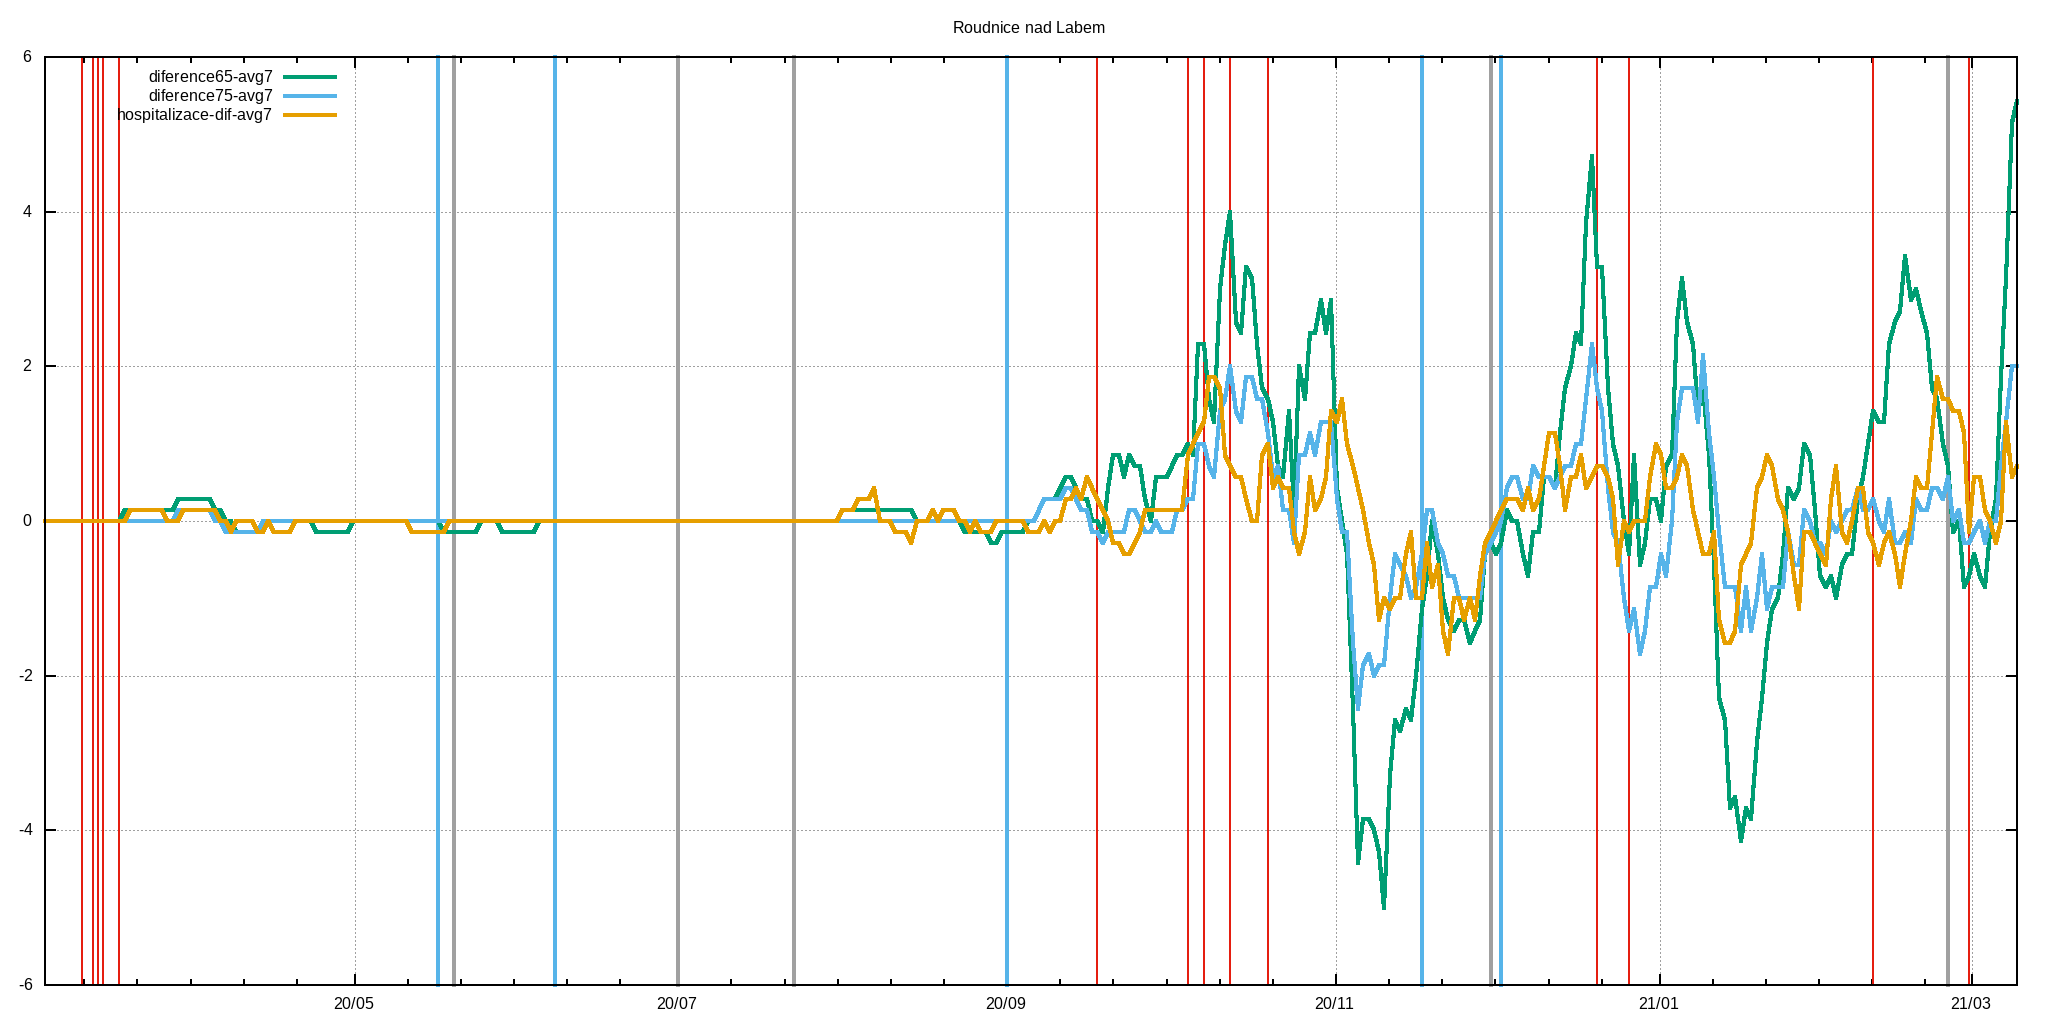 Roudnice nad Labem
diference65-avg7
diference75-avg7
hospitalizace-dif-avg7
6
4
2
0
-2
-4
-6
20/05 20/07 20/09 20/11 21/01 21/03